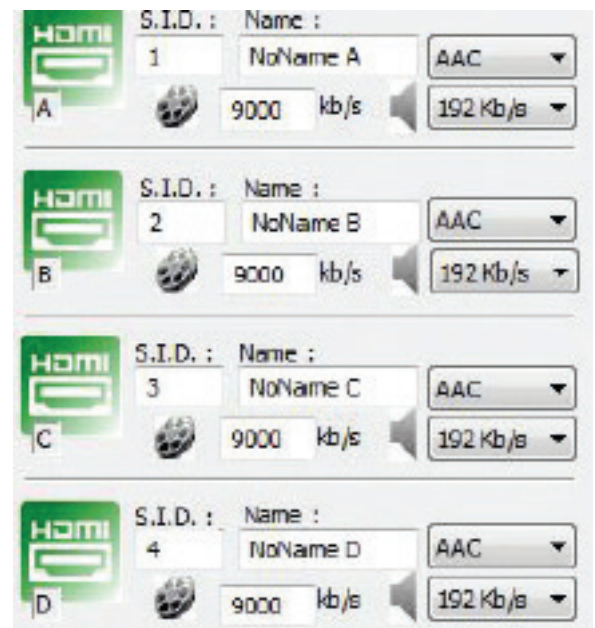 HDMI S.I.D. : Name :
1 NoName A AAC
A 9000 kb/s 192 Kb/s
HDMI S.I.D. : Name :
2 NoName B AAC
B 9000 kb/s 192 Kb/s
HDMI S.I.D. : Name :
3 NoName C AAC
C 9000 kb/s 192 Kb/s
HDMI S.I.D. : Name :
4 NoName D AAC
D 9000 kb/s 192 Kb/s